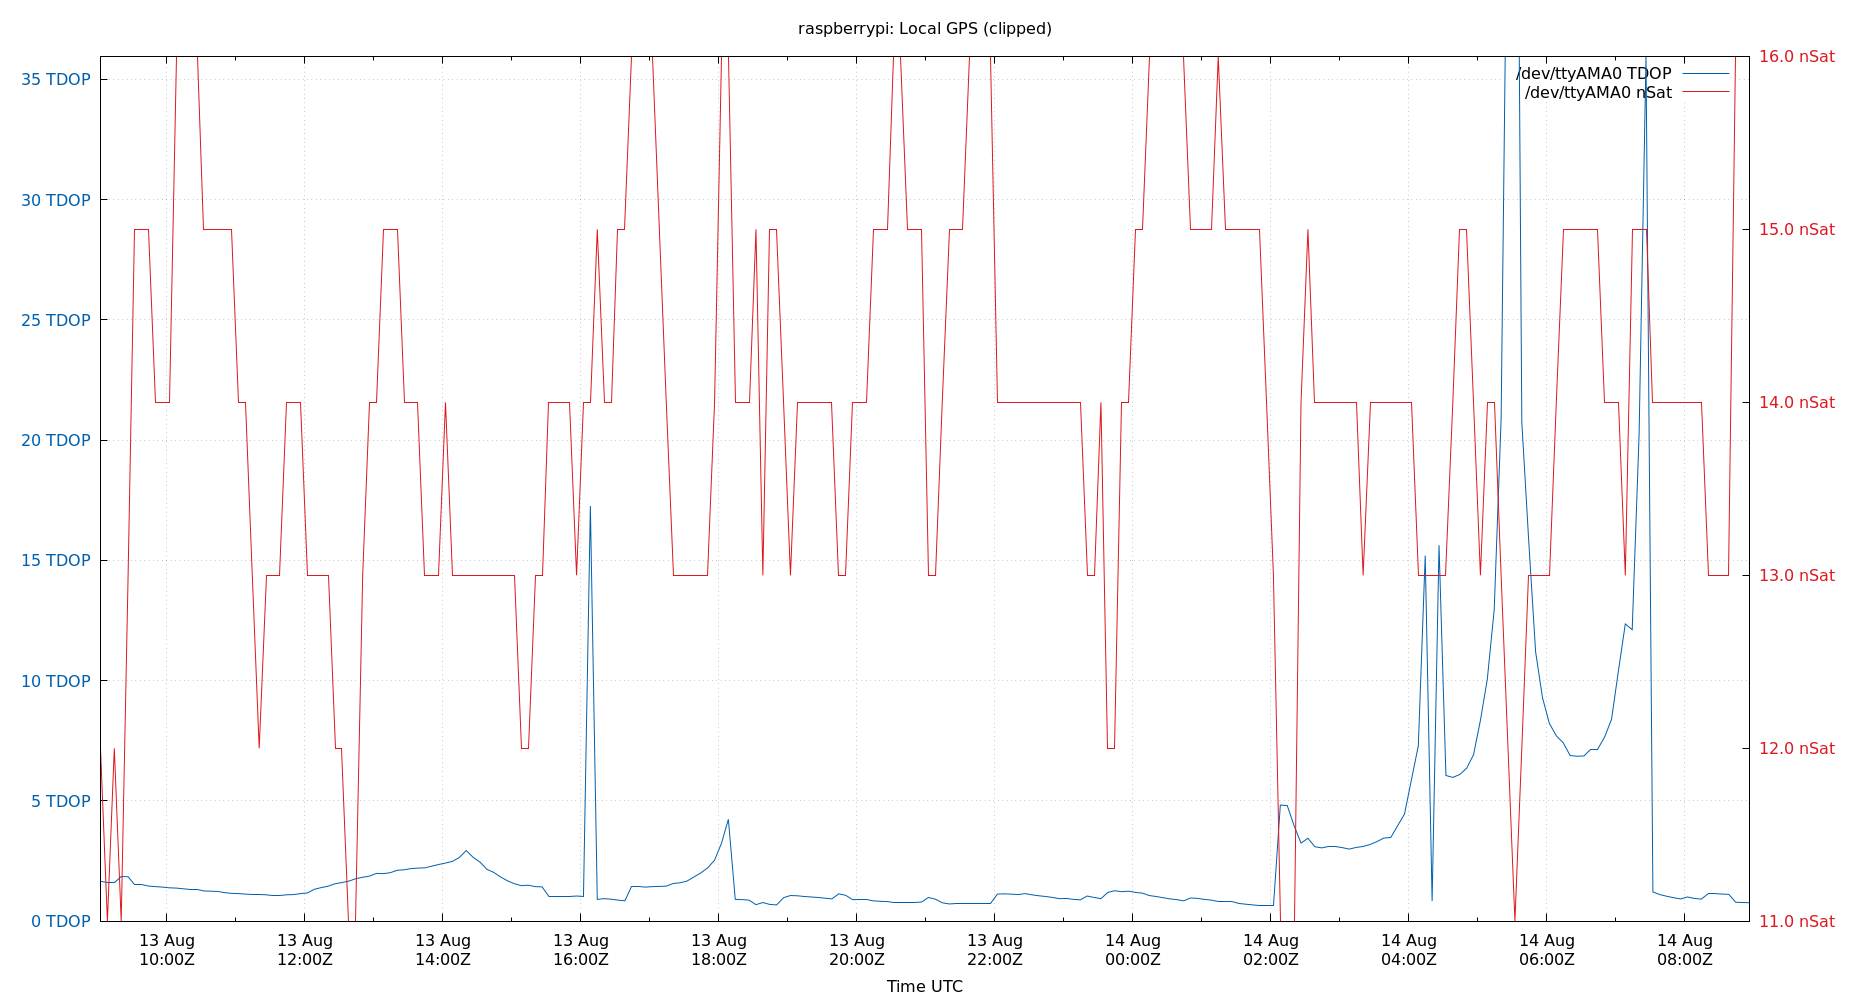 raspberrypi: Local GPS (clipped)
35 TDOP
30 TDOP
25 TDOP
20 TDOP
15 TDOP
10 TDOP
5 TDOP
0 TDOP
/dev/ttyAMA0 TDOP
/dev/ttyAMA0 nSat
16.0 nSat
15.0 nSat
14.0 nSat
13.0 nSat
12.0 nSat
11.0 nSat
13 Aug
10:00Z
13 Aug
12:00Z
13 Aug
14:00Z
13 Aug
16:00Z
13 Aug
18:00Z
13 Aug
20:00Z
13 Aug
22:00Z
14 Aug
00:00Z
14 Aug
02:00Z
14 Aug
04:00Z
14 Aug
06:00Z
14 Aug
08:00Z
Time UTC